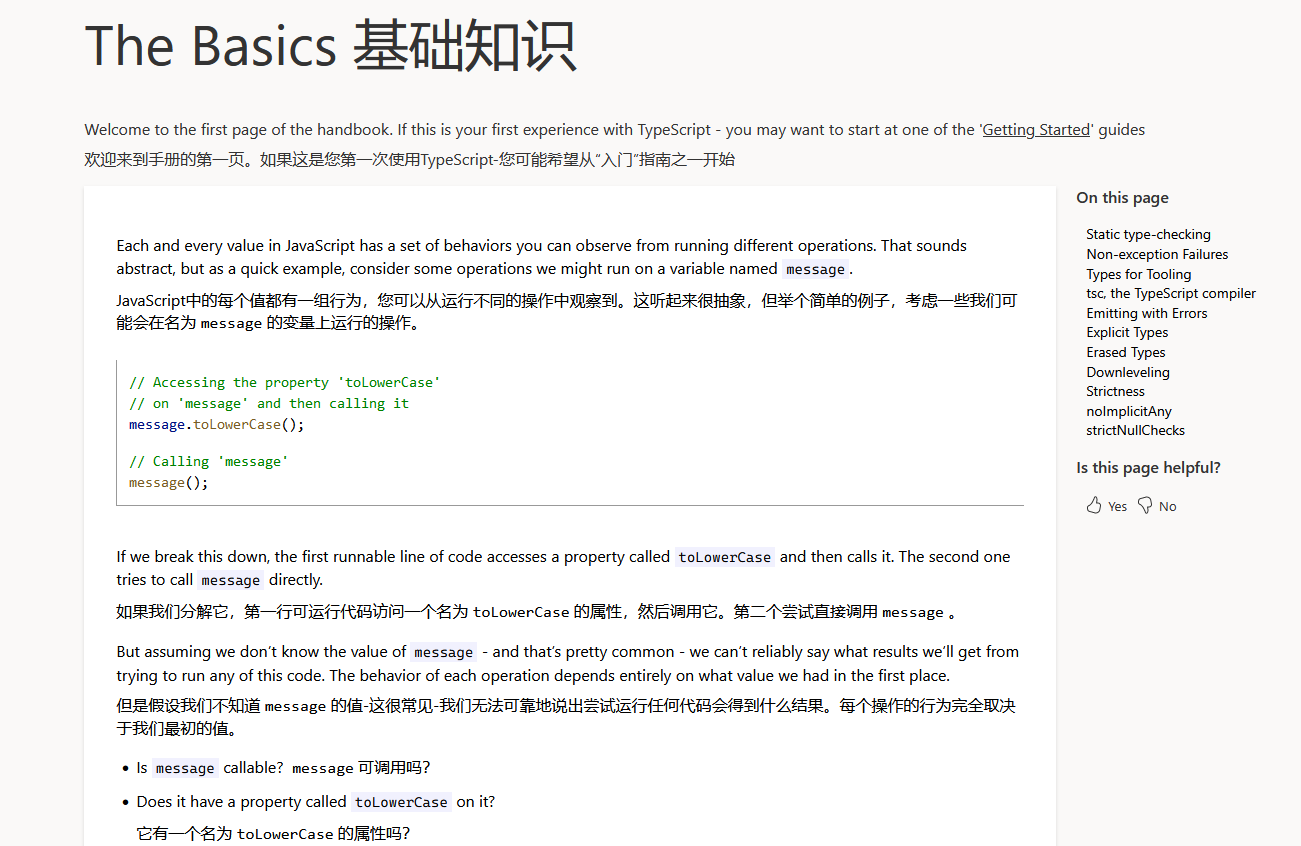 The Basics 基础知识
Welcome to the first page of the handbook. If this is your first experience with TypeScript - you may want to start at one of the 'Getting Started' guides
欢迎来到手册的第一页。如果这是您第一次使用TypeScript-您可能希望从“入门”指南之一开始
Each and every value in JavaScript has a set of behaviors you can observe from running different operations. That sounds
abstract, but as a quick example, consider some operations we might run on a variable named message.
JavaScript中的每个值都有一组行为，您可以从运行不同的操作中观察到。这听起来很抽象，但举个简单的例子，考虑一些我们可
能会在名为 message 的变量上运行的操作。
// Accessing the property 'toLowerCase'
// on 'message' and then calling it
message.toLowerCase();
// Calling 'message'
message();
If we break this down, the first runnable line of code accesses a property called toLowerCase and then calls it. The second one
tries to call message directly.
如果我们分解它，第一行可运行代码访问一个名为 toLowerCase 的属性，然后调用它。第二个尝试直接调用 message 。
But assuming we don’t know the value of message - and that’s pretty common - we can’t reliably say what results we’ll get from
trying to run any of this code. The behavior of each operation depends entirely on what value we had in the first place.
但是假设我们不知道 message 的值-这很常见-我们无法可靠地说出尝试运行任何代码会得到什么结果。每个操作的行为完全取决
于我们最初的值。
• Is message callable? message 可调用吗？
• Does it have a property called toLowerCase on it?
它有一个名为 toLowerCase 的属性吗？
On this page
Static type-checking
Non-exception Failures
Types for Tooling
tsc, the TypeScript compiler
Emitting with Errors
Explicit Types
Erased Types
Downleveling
Strictness
noImplicitAny
strictNullChecks
Is this page helpful?
Yes No